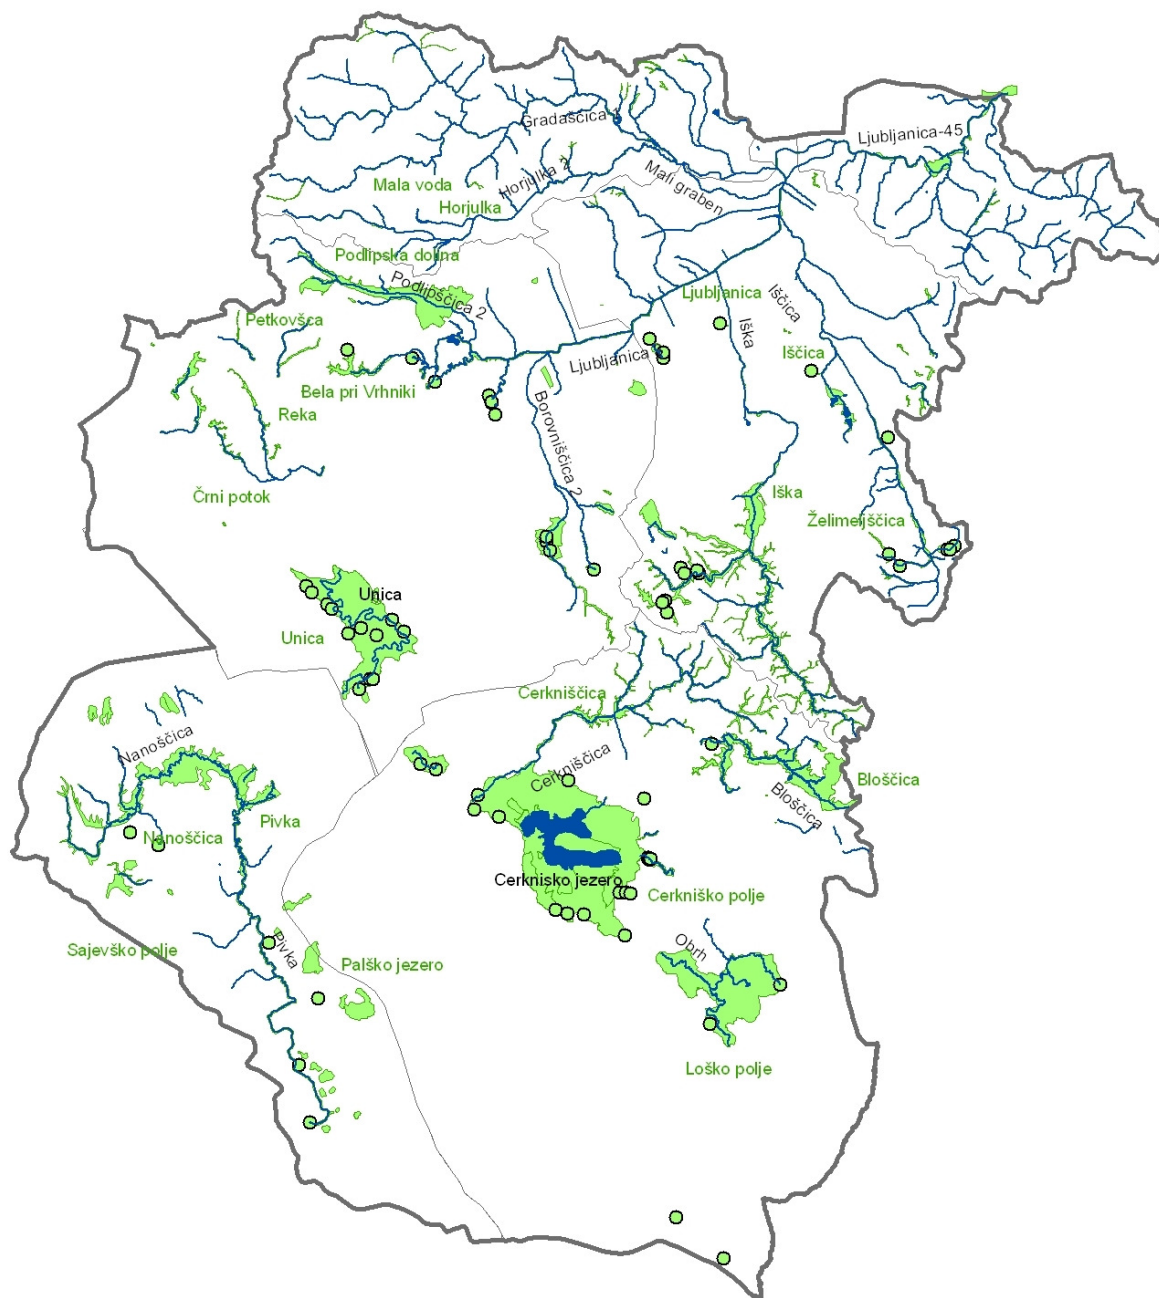 Gradaščica 1
Ljubljanica-45
Mala voda
Horjulka 2
Mali graben
Horjulka
Podlipska dolina
Podlipščica 2
Ljubljanica
Iščica
Petkovšca
Iška
Ljubljanica
Iščica
Bela pri Vrhniki
Reka
Borovniščica 2
Črni potok
Iška
Želimeljščica
Unica
Unica
Cerkniščica
Nanoščica
Cerkniščica
Bloščica
Bloščica
Pivka
Nanoščica
Cerknisko jezero
Cerkniško polje
Obrh
Sajevško polje
Pivka
Palško jezero
Loško polje